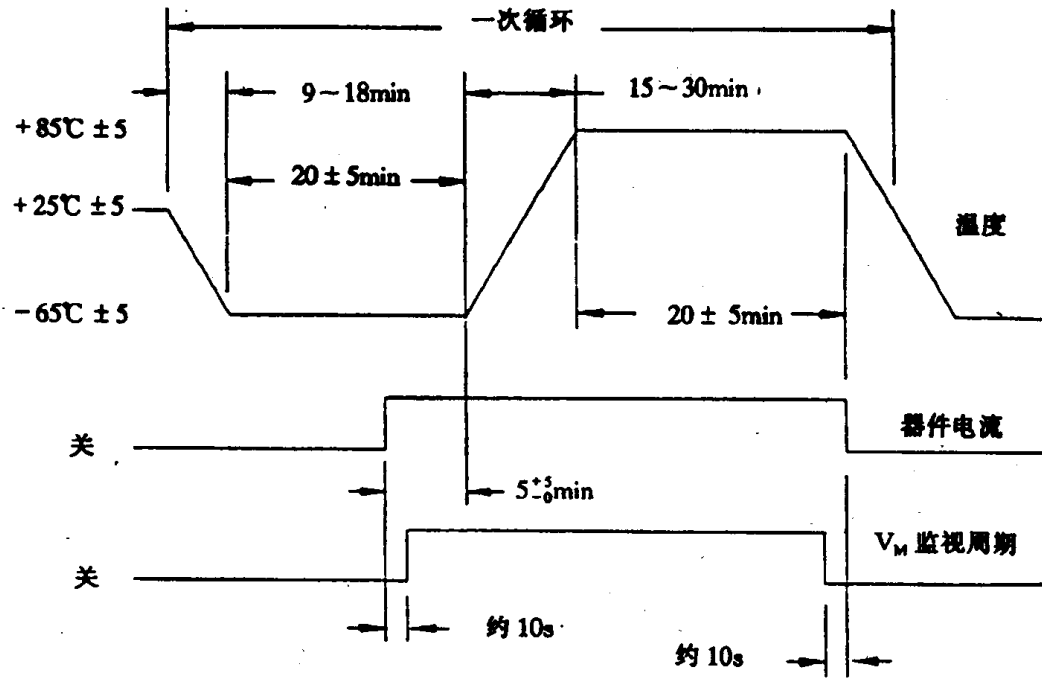 一次循环
9～18min
15～30min
+85℃ ±5
20 ± 5min
+25℃ ±5
温度
-65℃ ±5
20 ± 5min
器件电流
关
5⁺⁵₋₀min
V_M 监视周期
关
约 10s
约 10s